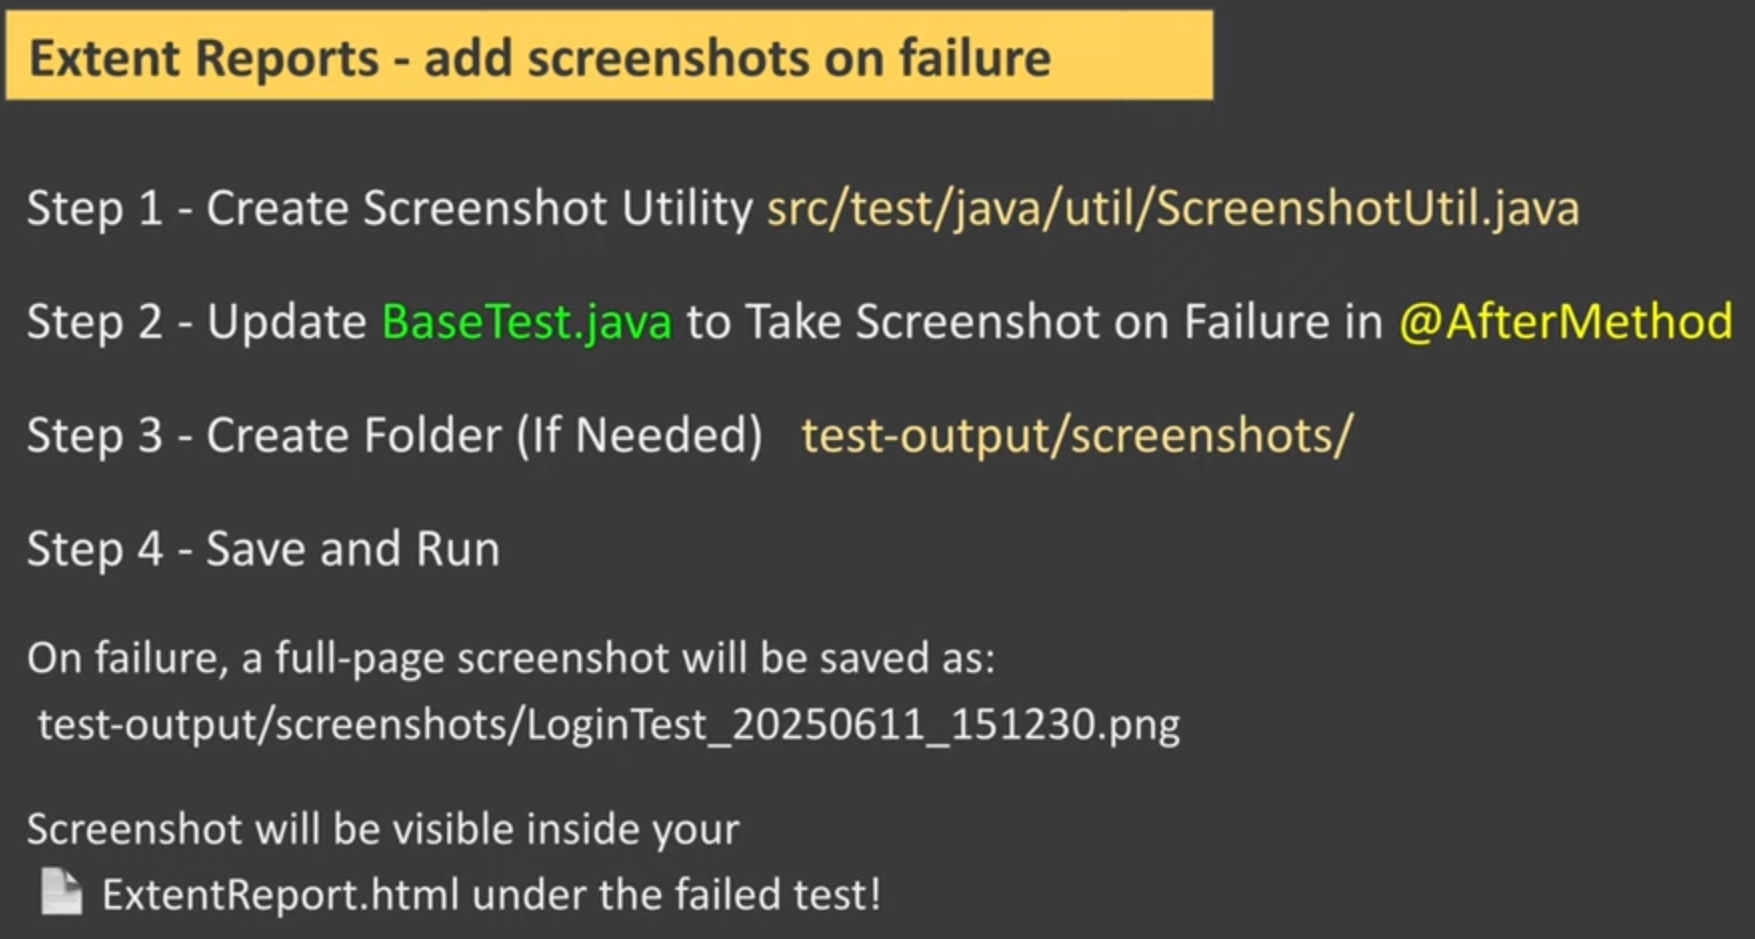 Extent Reports - add screenshots on failure
Step 1 - Create Screenshot Utility src/test/java/util/ScreenshotUtil.java
Step 2 - Update BaseTest.java to Take Screenshot on Failure in @AfterMethod
Step 3 - Create Folder (If Needed) test-output/screenshots/
Step 4 - Save and Run
On failure, a full-page screenshot will be saved as:
test-output/screenshots/LoginTest_20250611_151230.png
Screenshot will be visible inside your
ExtentReport.html under the failed test!